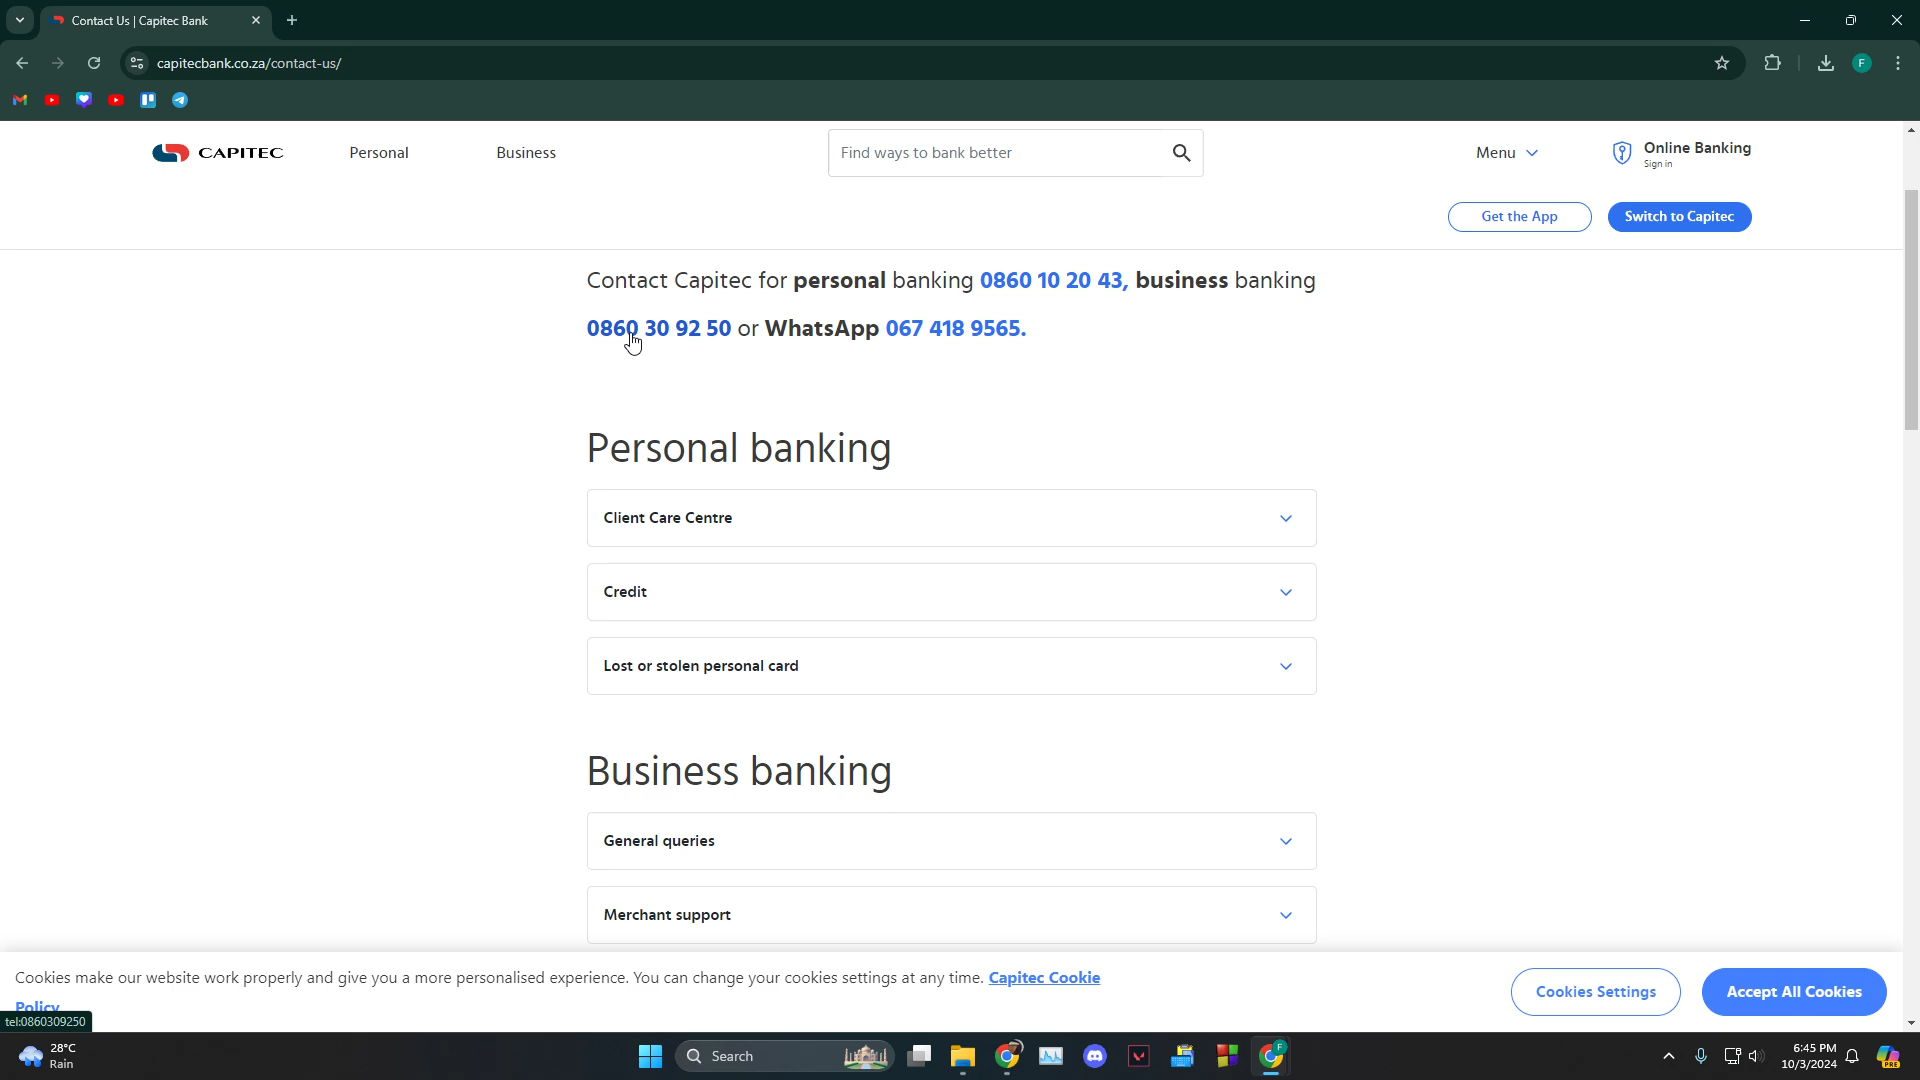 Contact Us | Capitec Bank
capitecbank.co.za/contact-us/
F
CAPITEC
Personal
Business
Find ways to bank better
Menu
Online Banking
Sign in
Get the App
Switch to Capitec
Contact Capitec for personal banking 0860 10 20 43, business banking
0860 30 92 50 or WhatsApp 067 418 9565.
Personal banking
Client Care Centre
Credit
Lost or stolen personal card
Business banking
General queries
Merchant support
Cookies make our website work properly and give you a more personalised experience. You can change your cookies settings at any time. Capitec Cookie
Policy
Cookies Settings
Accept All Cookies
tel:0860309250
28°C
Rain
Search
F
6:45 PM
10/3/2024
PRE